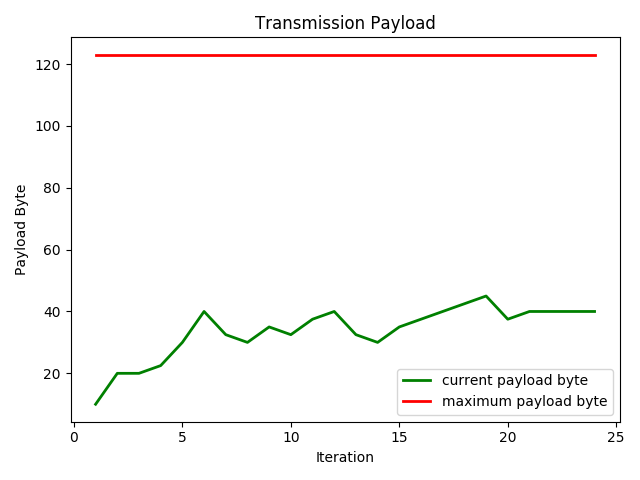 Transmission Payload
Payload Byte
120
100
80
60
40
20
0
5
10
15
20
25
Iteration
current payload byte
maximum payload byte